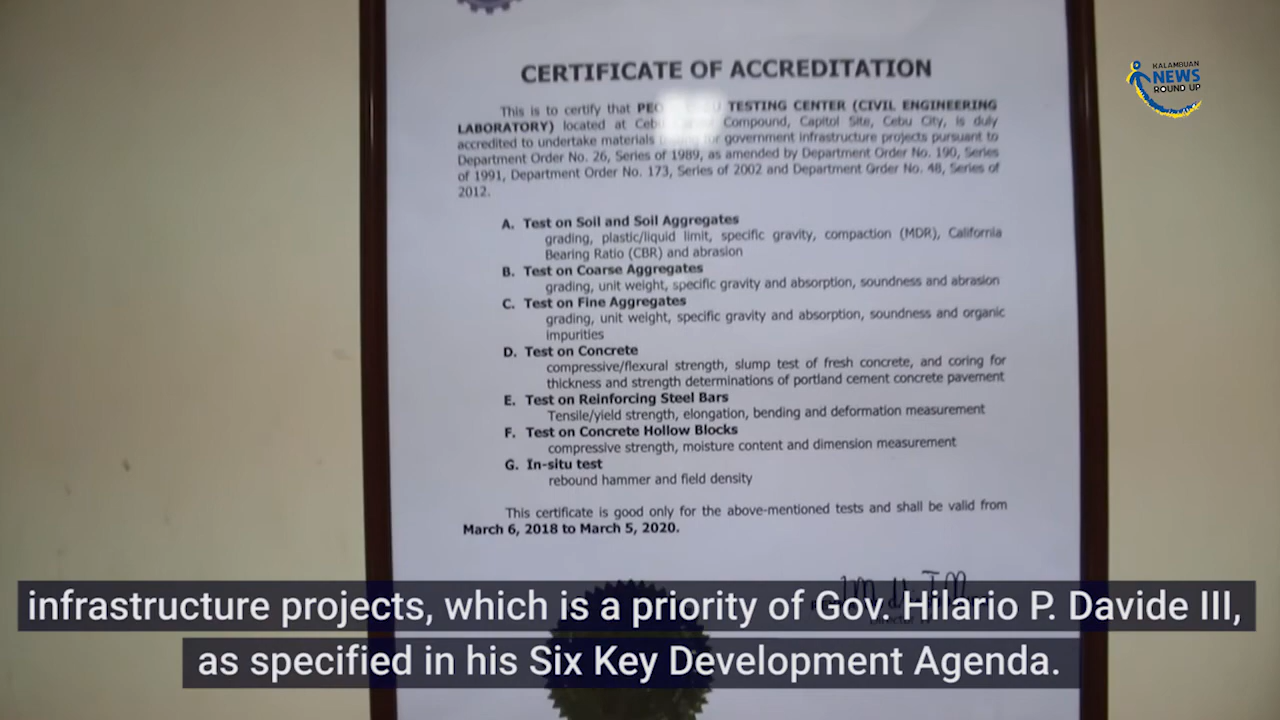 CERTIFICATE OF ACCREDITATION
KALAMBUAN
NEWS
ROUND UP
This is to certify that TESTING CENTER (CIVIL ENGINEERING
LABORATORY) located at Compound, Capitol Site, Cebu City, is duly
accredited to undertake materials for government infrastructure projects pursuant to
Department Order No. 26, Series of 1989, as amended by Department Order No. 190, Series
of 1991, Department Order No. 173, Series of 2002 and Department Order No. 48, Series of
2012.
A. Test on Soil and Soil Aggregates
grading, plastic/liquid limit, specific gravity, compaction (MDR), California
Bearing Ratio (CBR) and abrasion
B. Test on Coarse Aggregates
grading, unit weight, specific gravity and absorption, soundness and abrasion
C. Test on Fine Aggregates
grading, unit weight, specific gravity and absorption, soundness and organic
impurities
D. Test on Concrete
compressive/flexural strength, slump test of fresh concrete, and coring for
thickness and strength determinations of portland cement concrete pavement
E. Test on Reinforcing Steel Bars
Tensile/yield strength, elongation, bending and deformation measurement
F. Test on Concrete Hollow Blocks
compressive strength, moisture content and dimension measurement
G. In-situ test
rebound hammer and field density
This certificate is good only for the above-mentioned tests and shall be valid from
March 6, 2018 to March 5, 2020.
infrastructure projects, which is a priority of Gov. Hilario P. Davide III,
as specified in his Six Key Development Agenda.